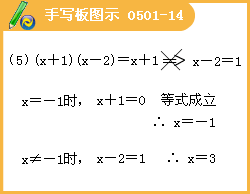 手写板图示 0501-14
(5)(x+1)(x-2)=x+1⇏x-2=1
x=-1时, x+1=0 等式成立
∴ x=-1
x≠-1时, x-2=1 ∴ x=3